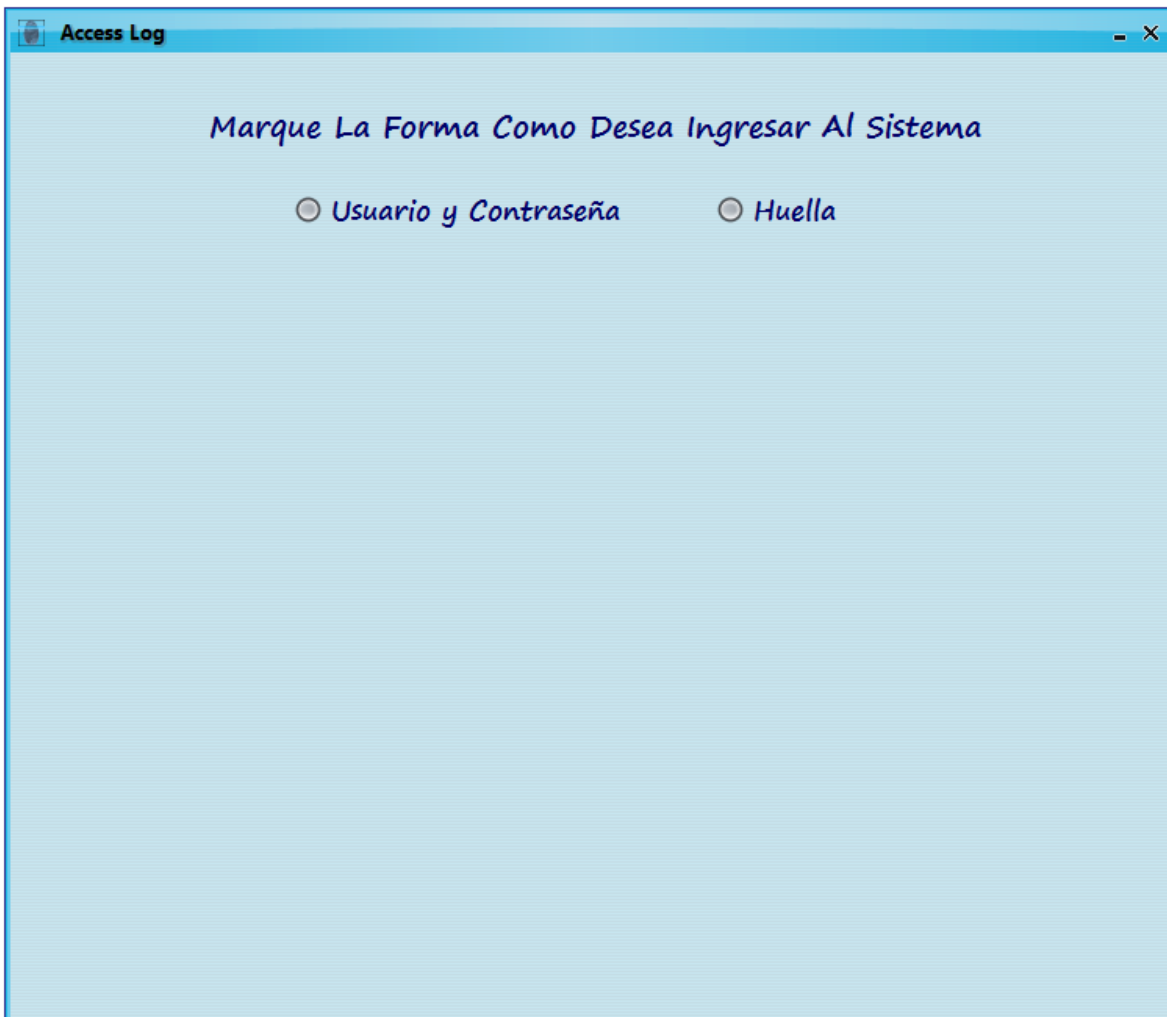 Access Log
Marque La Forma Como Desea Ingresar Al Sistema
Usuario y Contraseña Huella